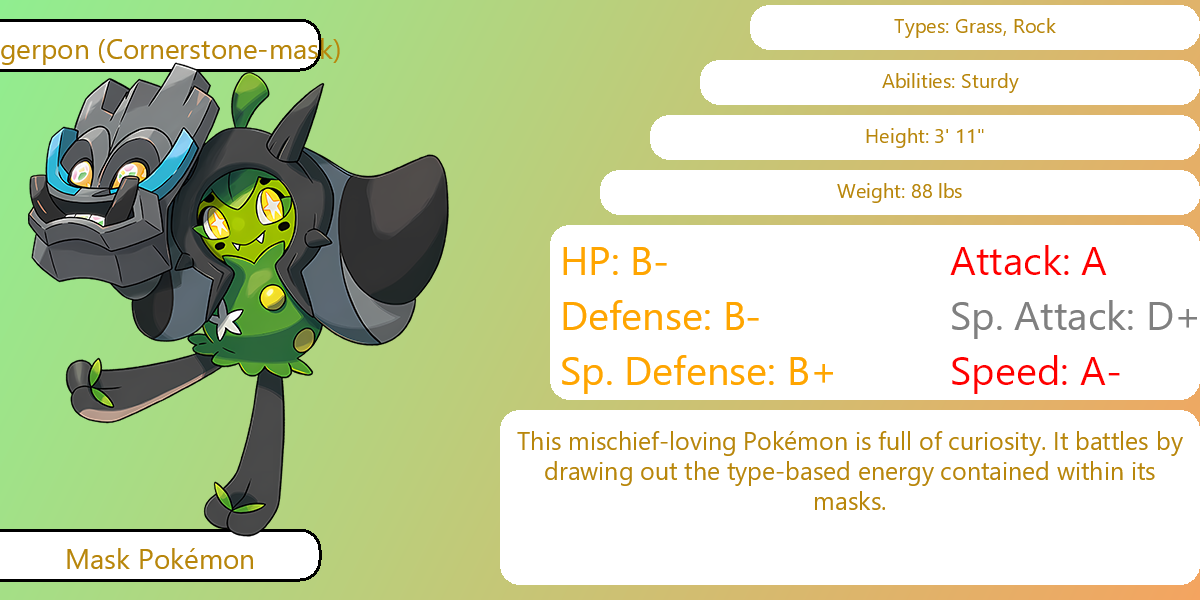 gerpon (Cornerstone-mask)
Types: Grass, Rock
Abilities: Sturdy
Height: 3' 11"
Weight: 88 lbs
HP: B-
Attack: A
Defense: B-
Sp. Attack: D+
Sp. Defense: B+
Speed: A-
This mischief-loving Pokémon is full of curiosity. It battles by
drawing out the type-based energy contained within its
masks.
Mask Pokémon